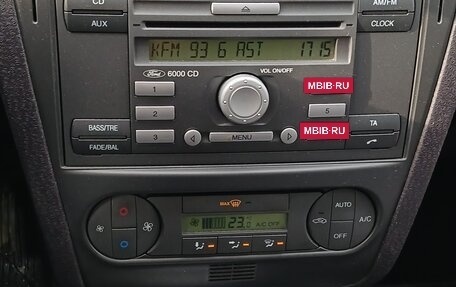 CD
AM/FM
AUX
CLOCK
KFM 93 6 AST 17 15
Ford 6000 CD
VOL ON/OFF
1
MBIB·RU
2
5
BASS/TRE
TA
3
MENU
MBIB·RU
FADE/BAL
MAX
AUTO
23.0
A/C OFF
A/C
OFF